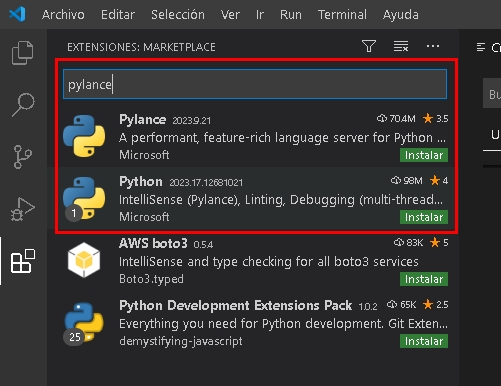 Archivo Editar Selección Ver Ir Run Terminal Ayuda
EXTENSIONES: MARKETPLACE
pylance
Pylance 2023.9.21 70.4M 3.5
A performant, feature-rich language server for Python ...
Microsoft Instalar
Python 2023.17.12681021 98M 4
1 IntelliSense (Pylance), Linting, Debugging (multi-thread...
Microsoft Instalar
AWS boto3 0.5.4 83K 5
IntelliSense and type checking for all boto3 services
Boto3.typed Instalar
Python Development Extensions Pack 1.0.2 65K 2.5
Everything you need for Python development. Git Exten...
25 demystifying-javascript Instalar
Bu
U